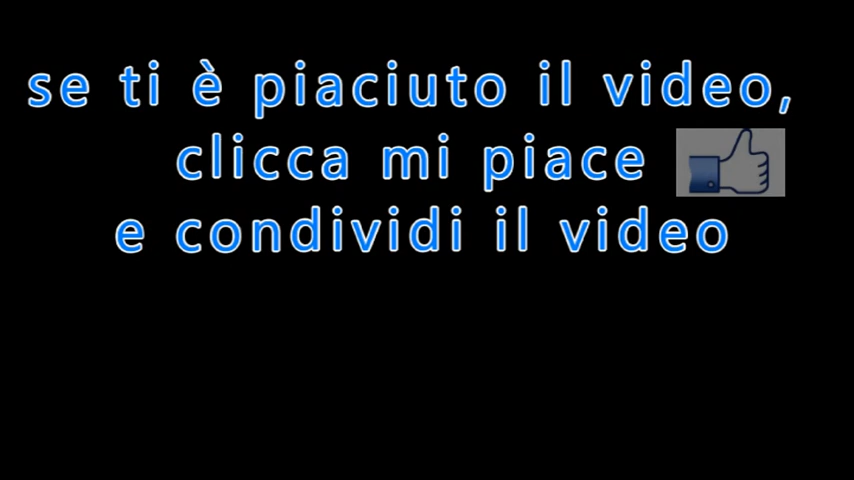 se ti è piaciuto il video,
clicca mi piace
e condividi il video